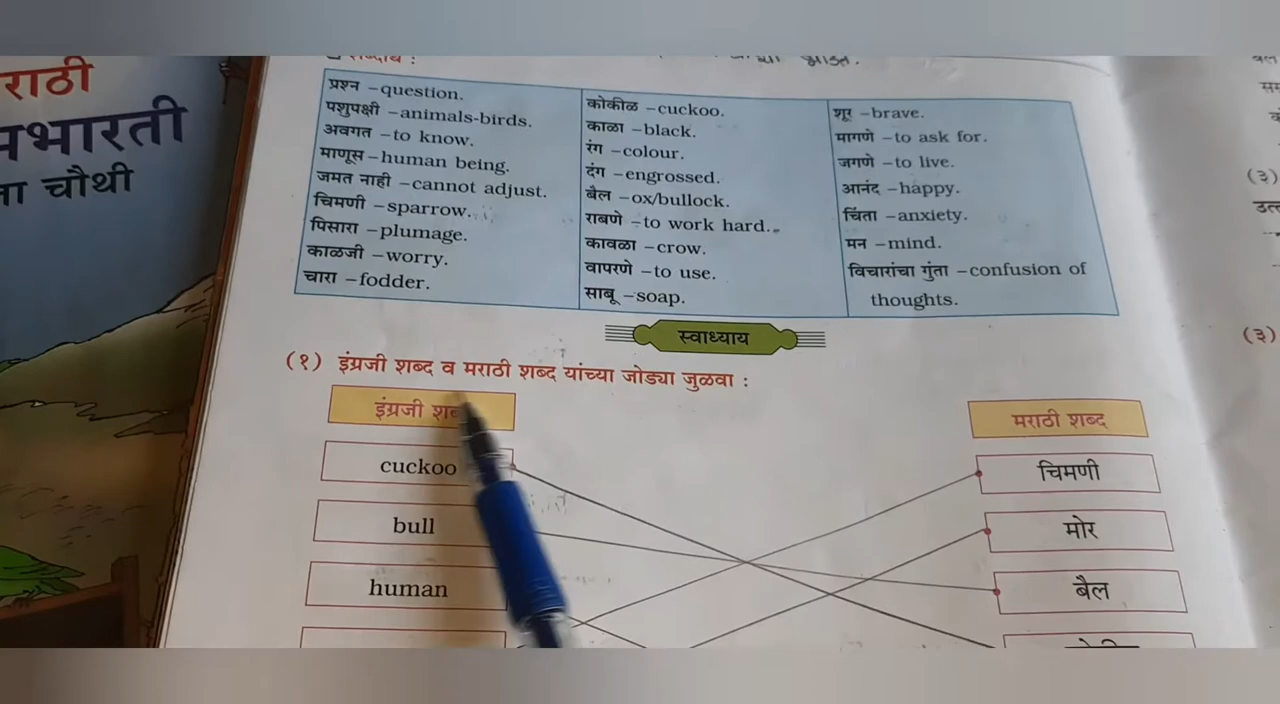 राठी
भारती
चौथी
प्रश्न –question.
पशुपक्षी –animals-birds.
अवगत –to know.
माणूस –human being.
जमत नाही –cannot adjust.
चिमणी –sparrow.
पिसारा –plumage.
काळजी –worry.
चारा –fodder.
कोकीळ –cuckoo.
काळा –black.
रंग –colour.
दंग –engrossed.
बैल –ox/bullock.
राबणे –to work hard.
कावळा –crow.
वापरणे –to use.
साबू –soap.
शूर –brave.
मागणे –to ask for.
जगणे –to live.
आनंद –happy.
चिंता –anxiety.
मन –mind.
विचारांचा गुंता –confusion of
thoughts.
स्वाध्याय
(१) इंग्रजी शब्द व मराठी शब्द यांच्या जोड्या जुळवा :
इंग्रजी
मराठी शब्द
cuckoo
चिमणी
bull
मोर
human
बैल
(३)
(३)